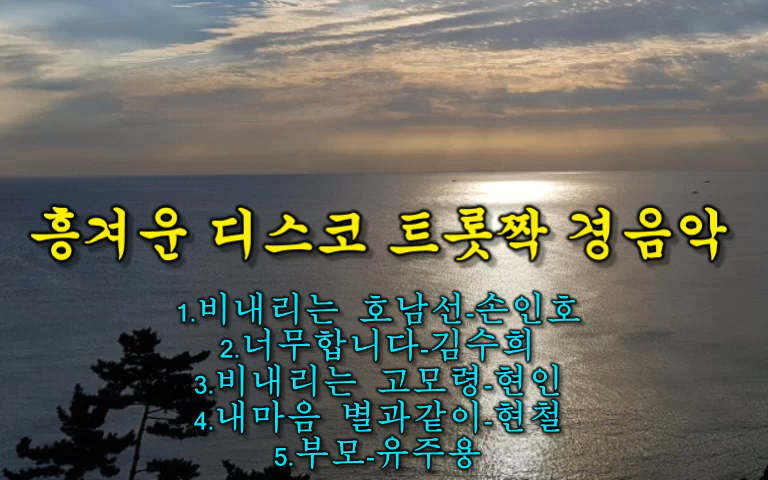 흥겨운 디스코 트롯짝 경음악
1.비내리는 호남선-손인호
2.너무합니다-김수희
3.비내리는 고모령-현인
4.내마음 별과같이-현철
5.부모-유주용